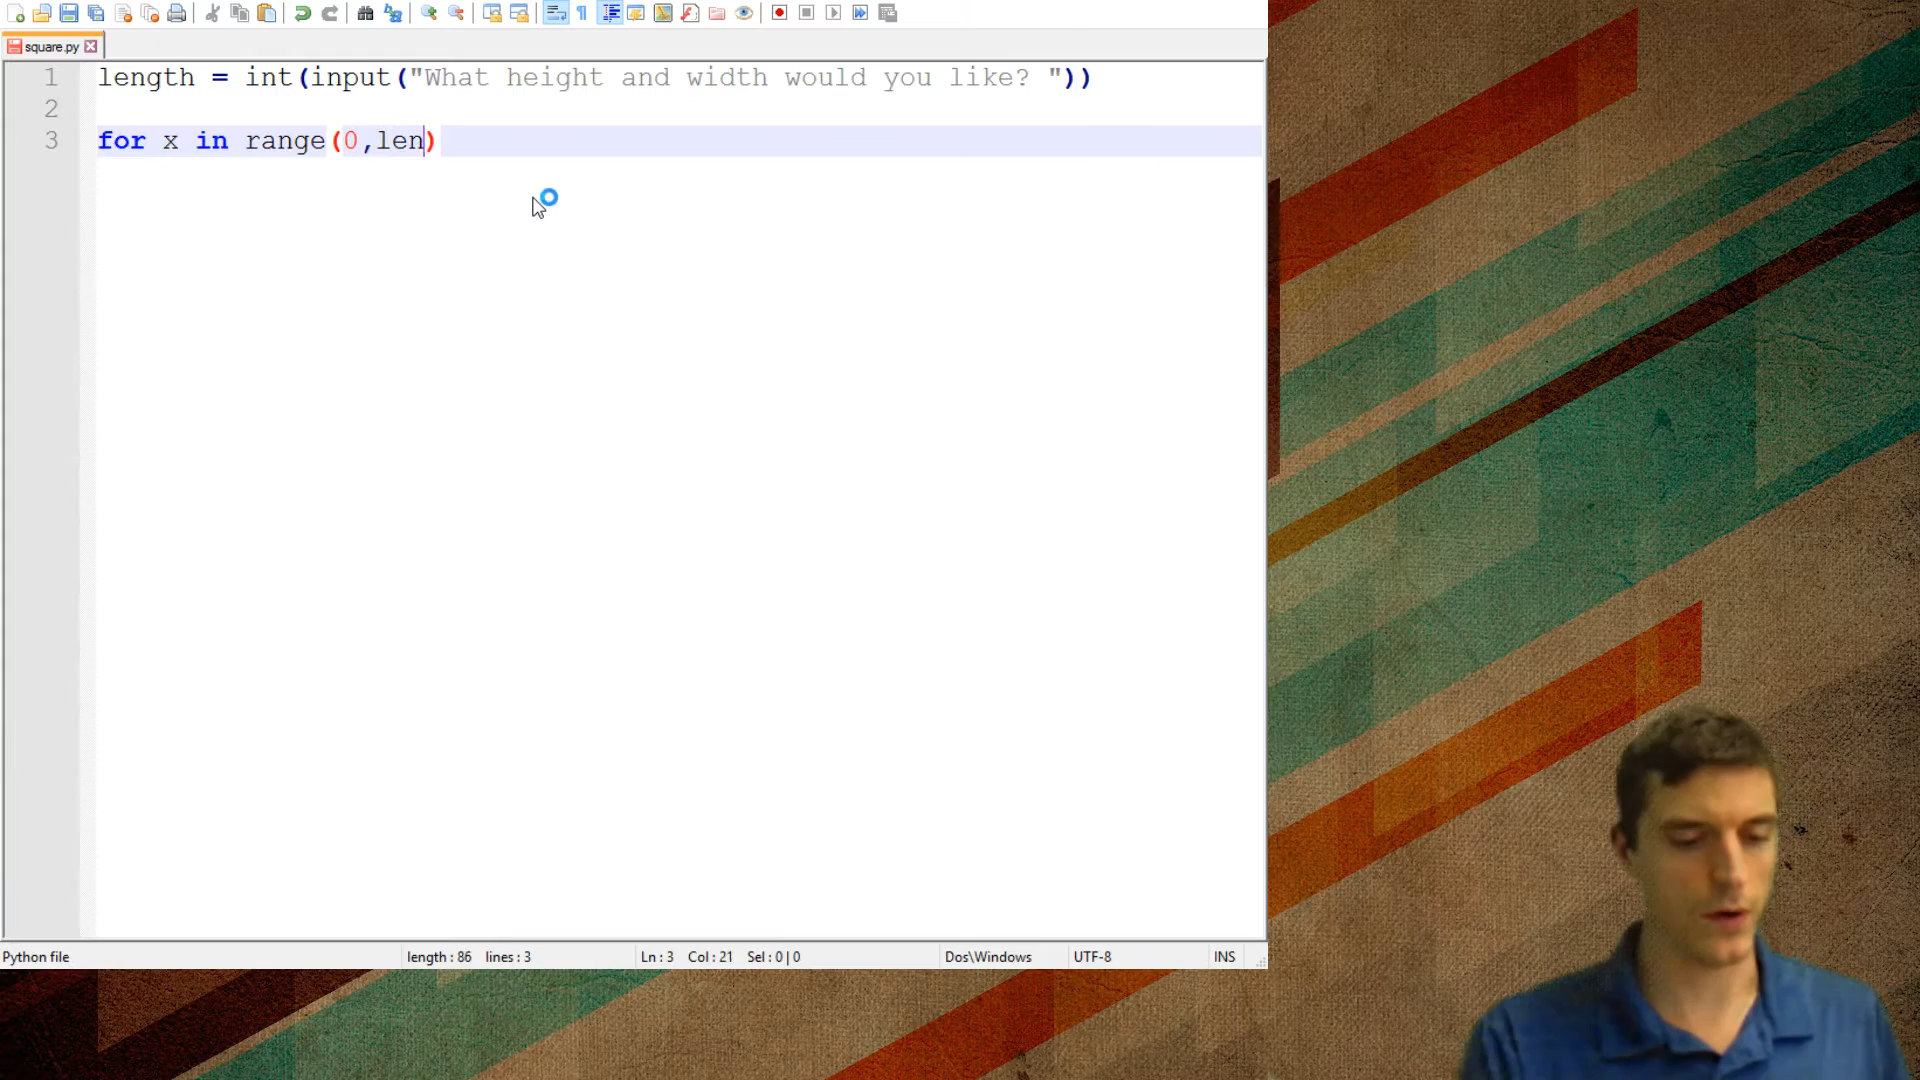 square.py
1 length = int(input("What height and width would you like? "))
2
3 for x in range(0,len)
Python file length : 86 lines : 3 Ln : 3 Col : 21 Sel : 0 | 0 Dos\Windows UTF-8 INS